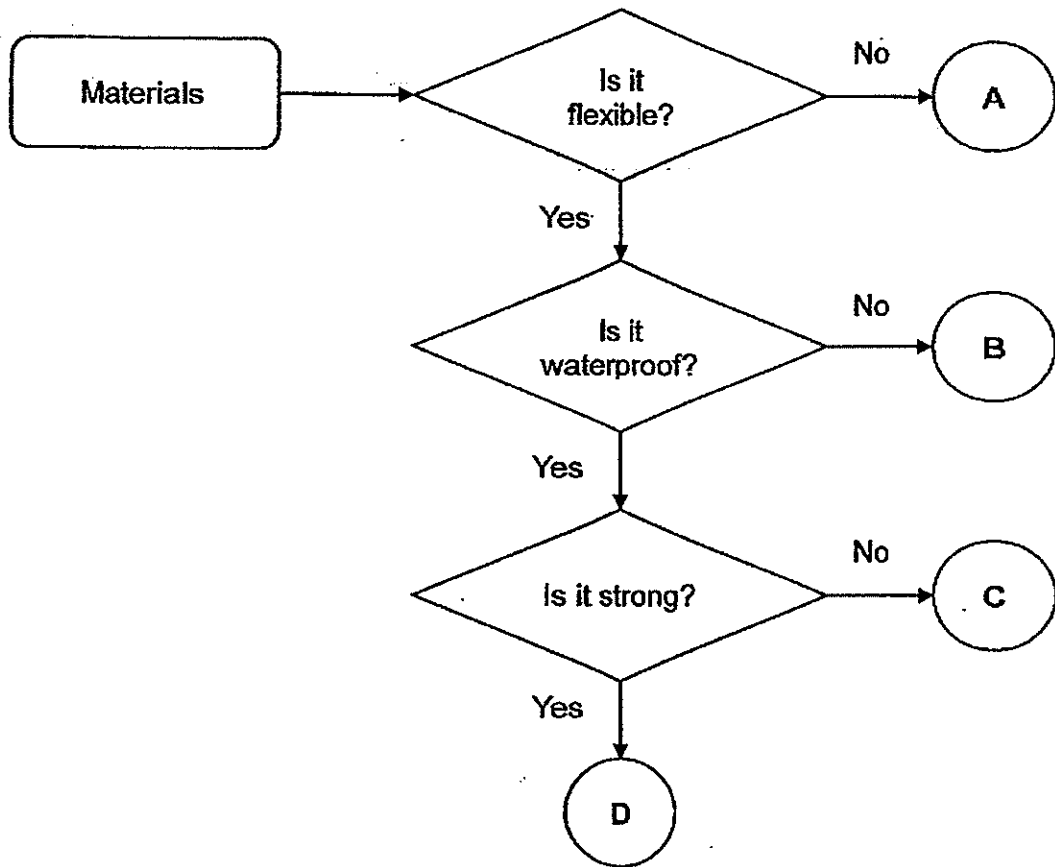 Materials
Is it
flexible?
No
A
Yes
Is it
waterproof?
No
B
Yes
Is it strong?
No
C
Yes
D